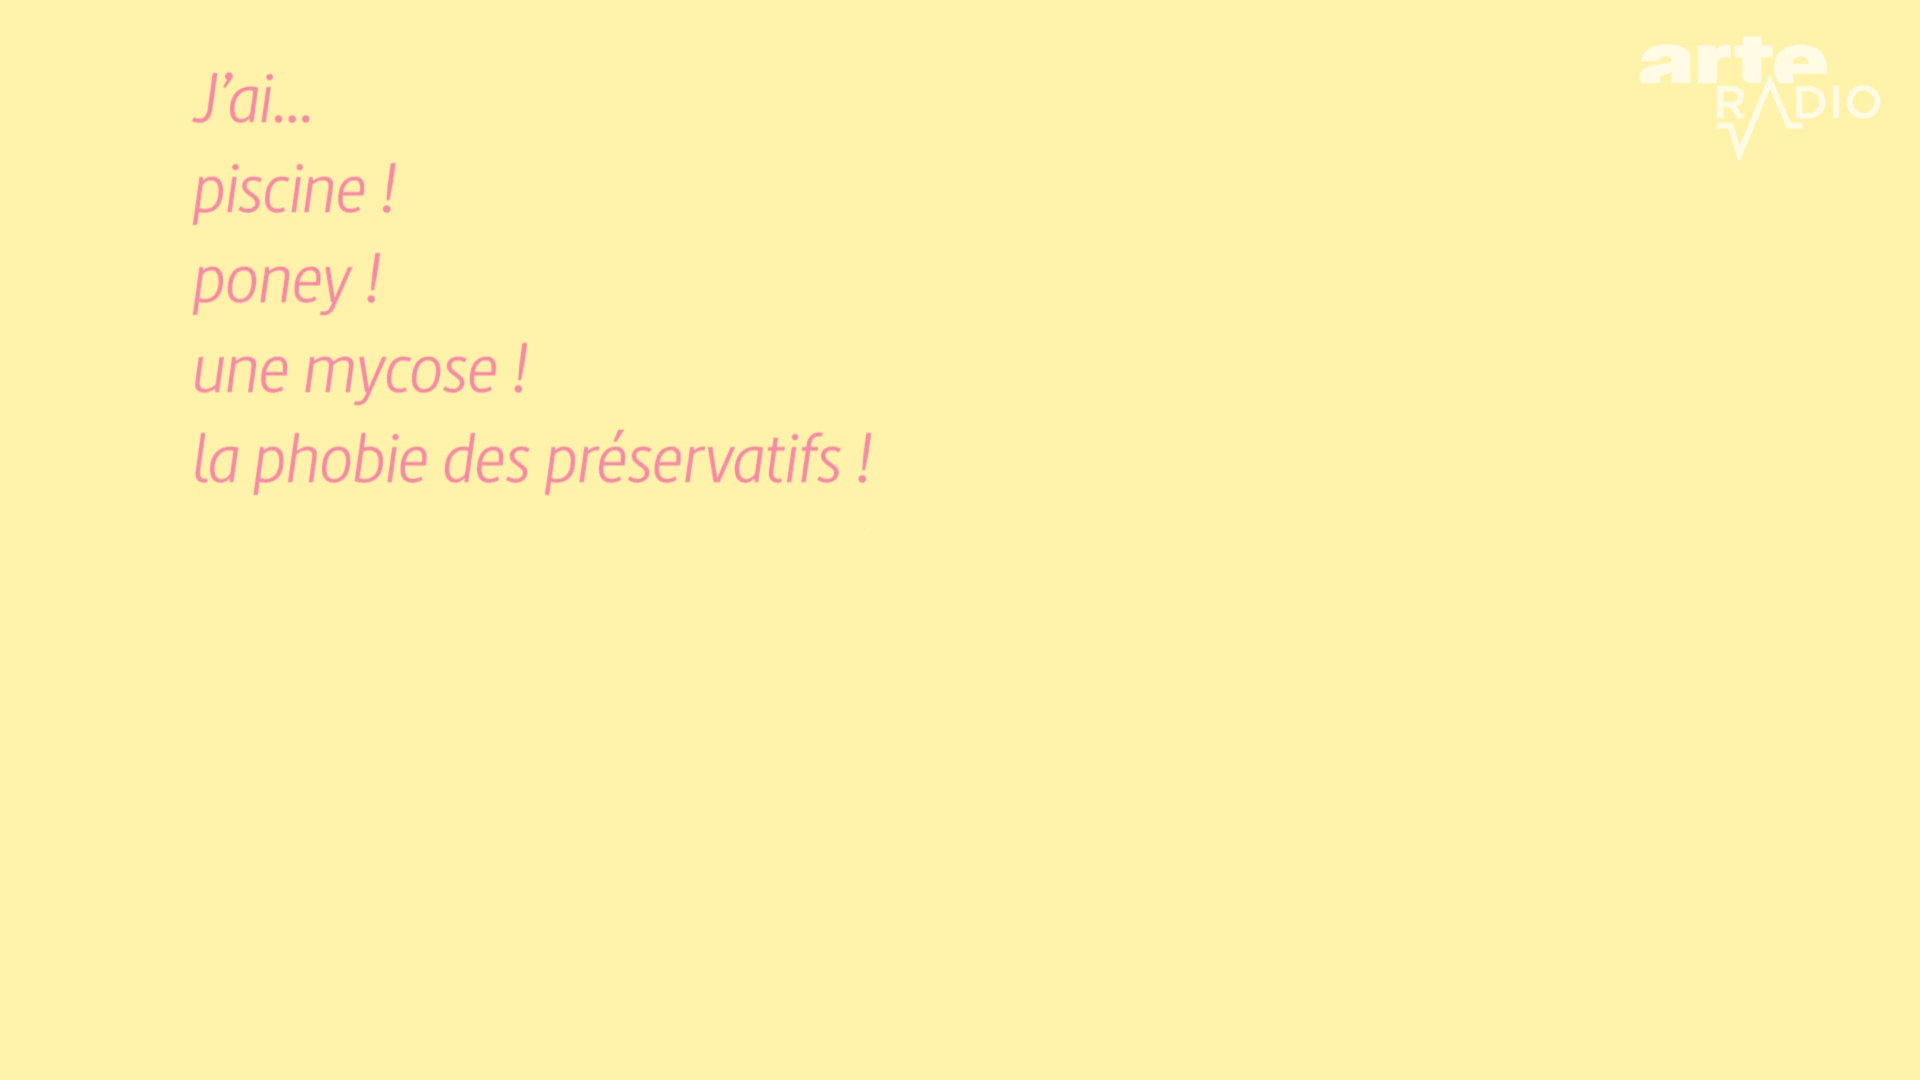 J’ai...
piscine !
poney !
une mycose !
la phobie des préservatifs !
arte
RADIO